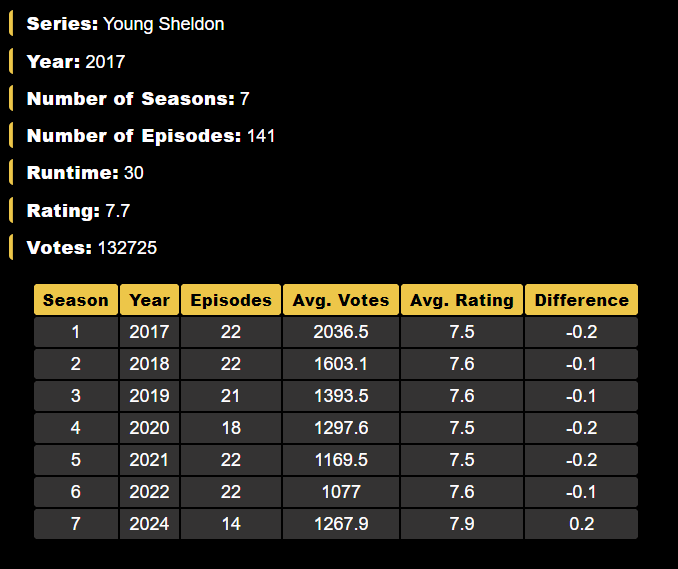 Series: Young Sheldon
Year: 2017
Number of Seasons: 7
Number of Episodes: 141
Runtime: 30
Rating: 7.7
Votes: 132725
Season Year Episodes Avg. Votes Avg. Rating Difference
1 2017 22 2036.5 7.5 -0.2
2 2018 22 1603.1 7.6 -0.1
3 2019 21 1393.5 7.6 -0.1
4 2020 18 1297.6 7.5 -0.2
5 2021 22 1169.5 7.5 -0.2
6 2022 22 1077 7.6 -0.1
7 2024 14 1267.9 7.9 0.2